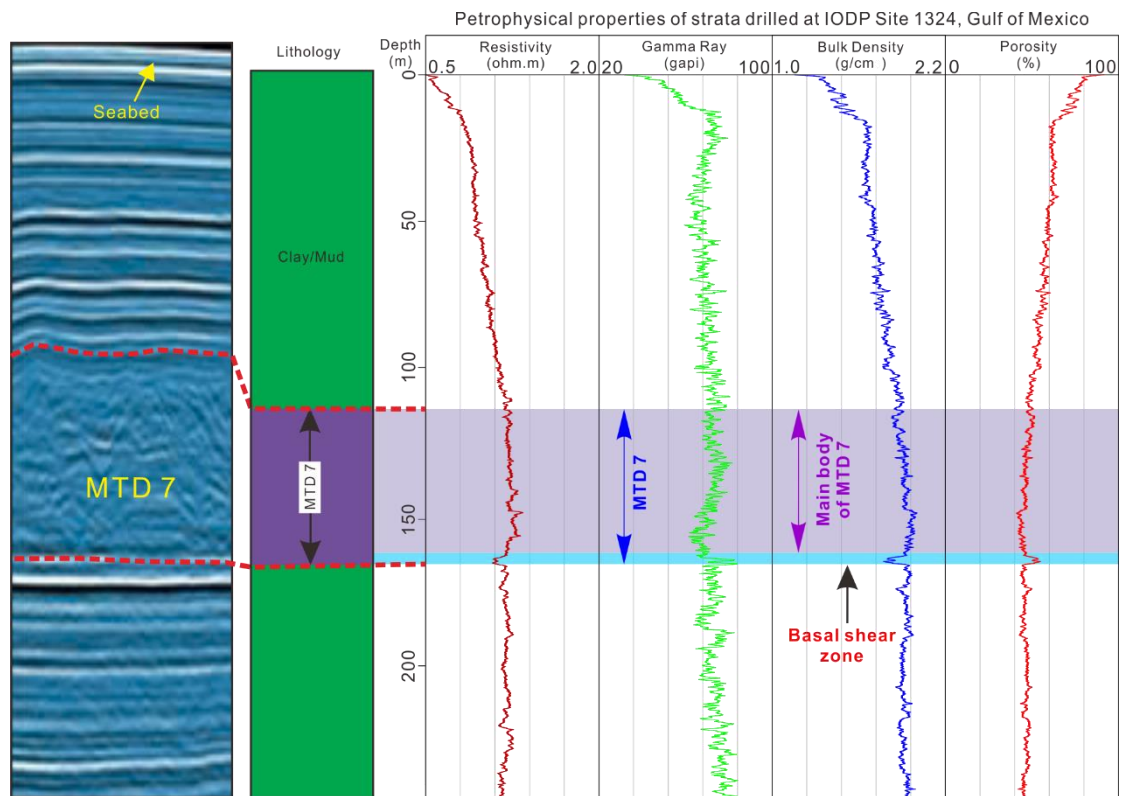 Petrophysical properties of strata drilled at IODP Site 1324, Gulf of Mexico
Lithology
Depth
(m)
Resistivity
(ohm.m)
0.5
2.0
Gamma Ray
(gapi)
20
100
Bulk Density
(g/cm )
1.0
2.2
Porosity
(%)
0
100
0
50
100
150
200
Seabed
MTD 7
Clay/Mud
MTD 7
MTD 7
Main body
of MTD 7
Basal shear
zone